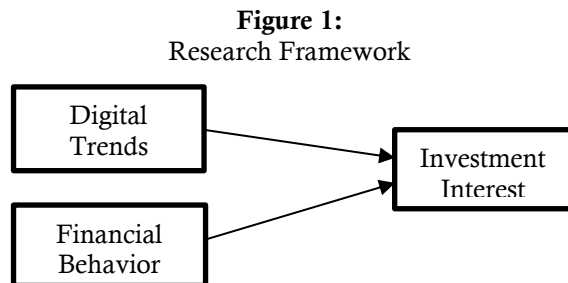 Figure 1:
Research Framework
Digital
Trends
Investment
Interest
Financial
Behavior